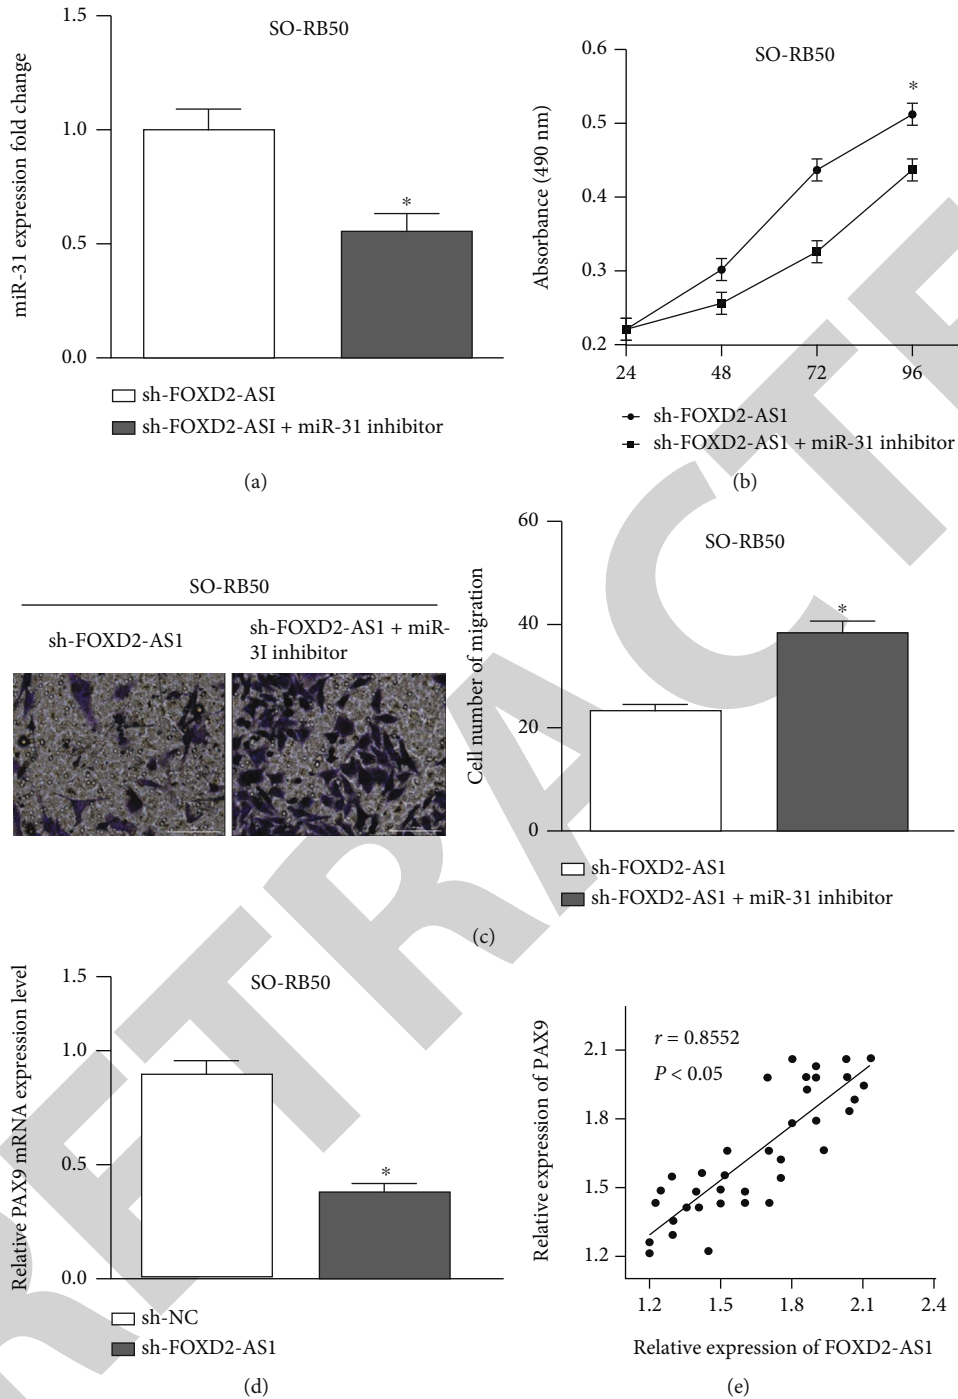 SO-RB50
miR-31 expression fold change
1.5
1.0
0.5
0.0
*
sh-FOXD2-ASI
sh-FOXD2-ASI + miR-31 inhibitor
(a)
SO-RB50
Absorbance (490 nm)
0.6
0.5
0.4
0.3
0.2
*
24 48 72 96
sh-FOXD2-AS1
sh-FOXD2-AS1 + miR-31 inhibitor
(b)
SO-RB50
sh-FOXD2-AS1
sh-FOXD2-AS1 + miR-
3I inhibitor
SO-RB50
Cell number of migration
60
40
20
0
*
sh-FOXD2-AS1
sh-FOXD2-AS1 + miR-31 inhibitor
(c)
SO-RB50
Relative PAX9 mRNA expression level
1.5
1.0
0.5
0.0
*
sh-NC
sh-FOXD2-AS1
(d)
Relative expression of PAX9
2.1
1.8
1.5
1.2
r = 0.8552
P < 0.05
1.2 1.5 1.8 2.1 2.4
Relative expression of FOXD2-AS1
(e)
RETRACTE